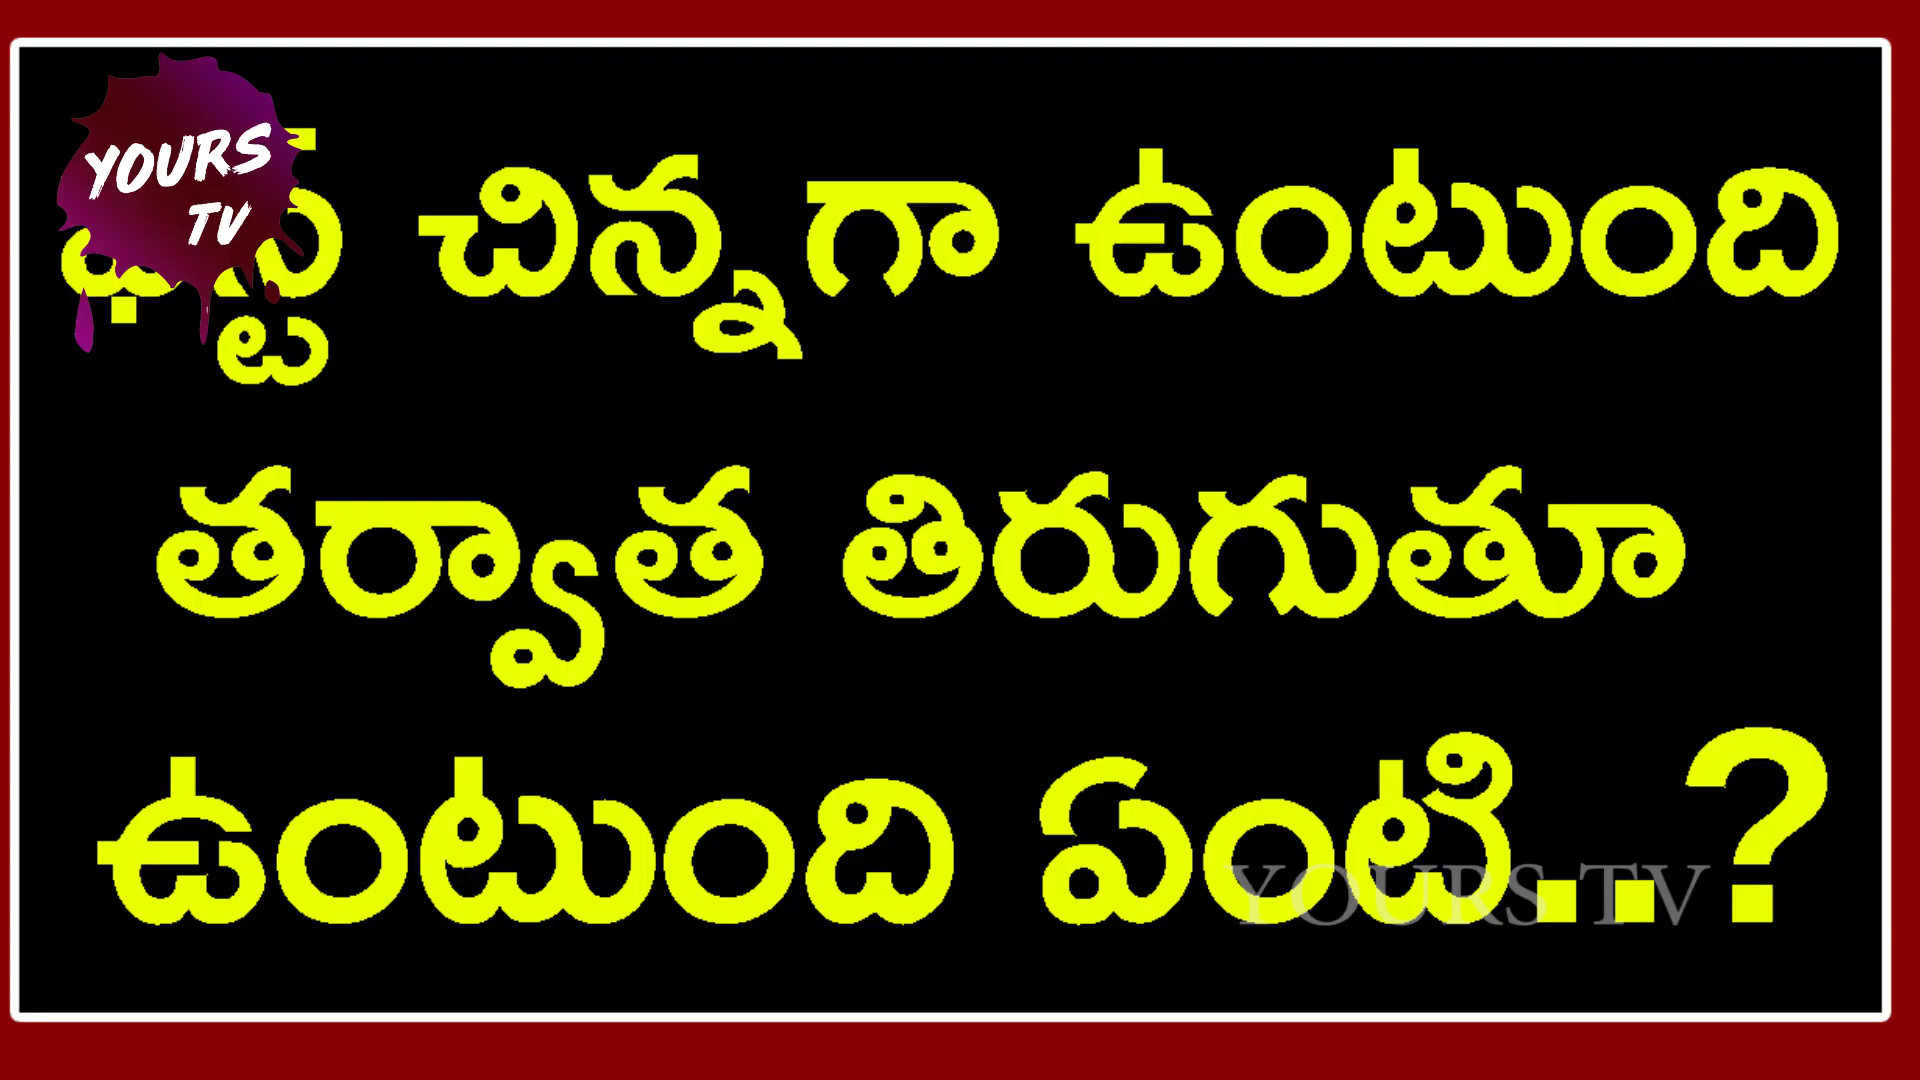 YOURS
TV
చిన్నగా ఉంటుంది
తర్వాత తిరుగుతూ
ఉంటుంది ఏంటి..?
YOURS TV